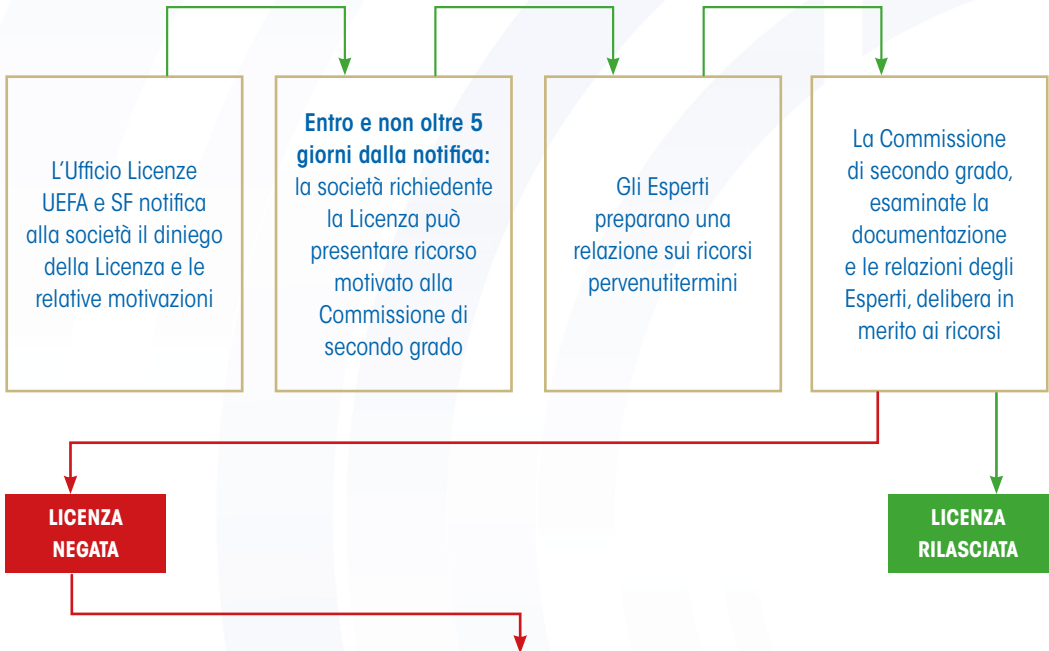 L’Ufficio Licenze
UEFA e SF notifica
alla società il diniego
della Licenza e le
relative motivazioni
Entro e non oltre 5
giorni dalla notifica:
la società richiedente
la Licenza può
presentare ricorso
motivato alla
Commissione di
secondo grado
Gli Esperti
preparano una
relazione sui ricorsi
pervenutitermini
La Commissione
di secondo grado,
esaminate la
documentazione
e le relazioni degli
Esperti, delibera in
merito ai ricorsi
LICENZA
NEGATA
LICENZA
RILASCIATA